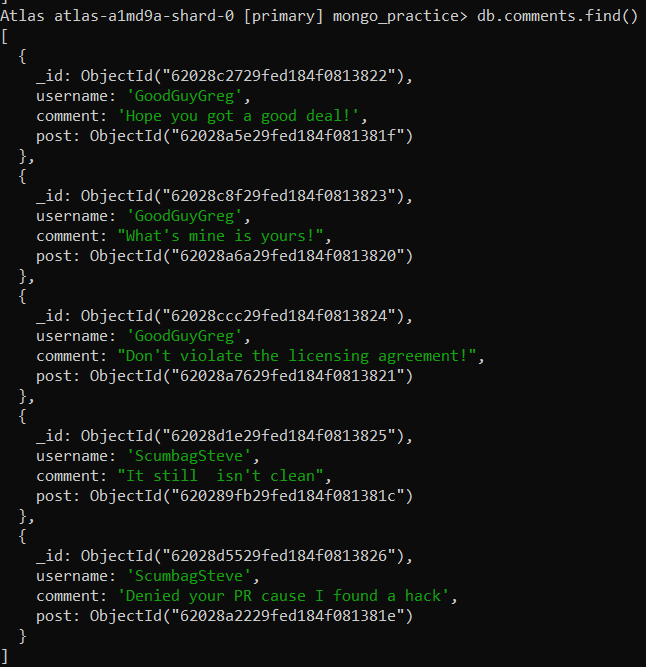 ]
Atlas atlas-a1md9a-shard-0 [primary] mongo_practice> db.comments.find()
[
  {
    _id: ObjectId("62028c2729fed184f0813822"),
    username: 'GoodGuyGreg',
    comment: 'Hope you got a good deal!',
    post: ObjectId("62028a5e29fed184f081381f")
  },
  {
    _id: ObjectId("62028c8f29fed184f0813823"),
    username: 'GoodGuyGreg',
    comment: "What's mine is yours!",
    post: ObjectId("62028a6a29fed184f0813820")
  },
  {
    _id: ObjectId("62028ccc29fed184f0813824"),
    username: 'GoodGuyGreg',
    comment: "Don't violate the licensing agreement!",
    post: ObjectId("62028a7629fed184f0813821")
  },
  {
    _id: ObjectId("62028d1e29fed184f0813825"),
    username: 'ScumbagSteve',
    comment: "It still  isn't clean",
    post: ObjectId("620289fb29fed184f081381c")
  },
  {
    _id: ObjectId("62028d5529fed184f0813826"),
    username: 'ScumbagSteve',
    comment: 'Denied your PR cause I found a hack',
    post: ObjectId("62028a2229fed184f081381e")
  }
]